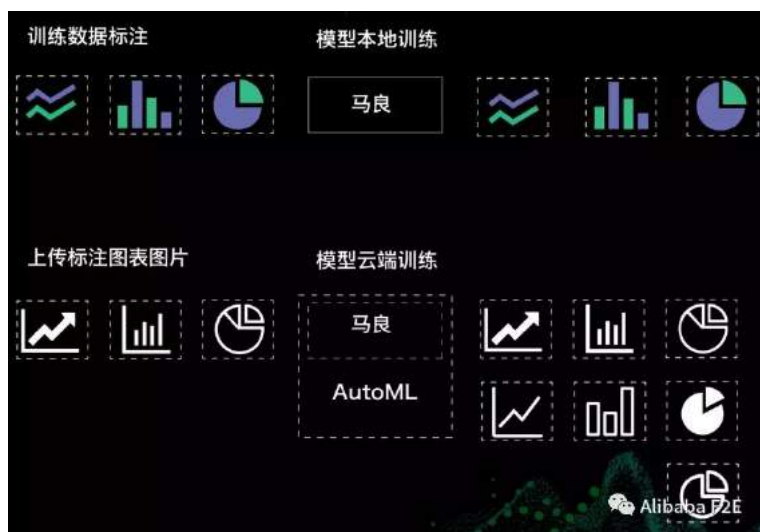 训练数据标注
模型本地训练
马良
上传标注图表图片
模型云端训练
马良
AutoML
Alibaba F2E